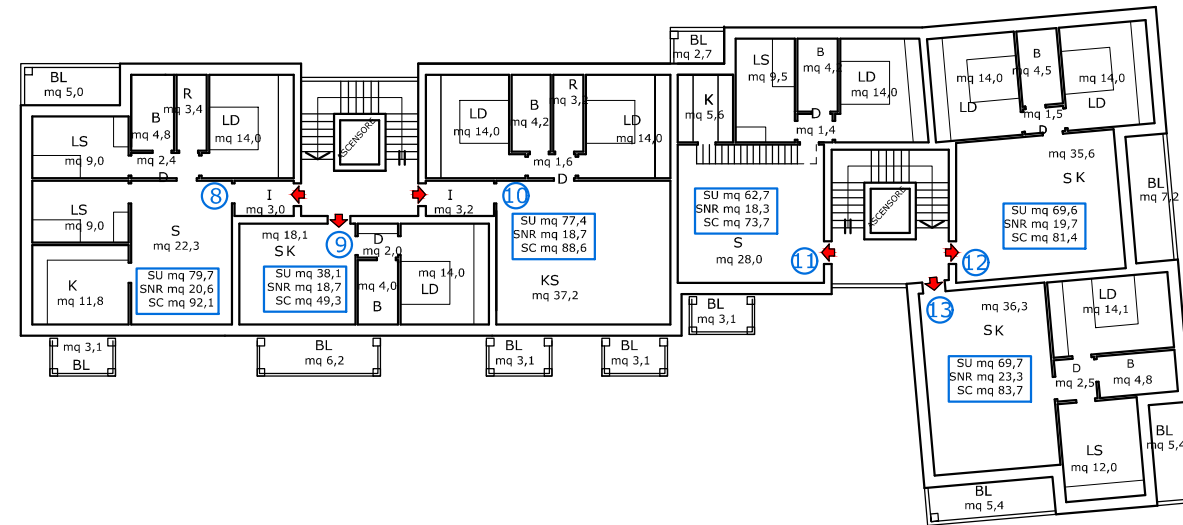 BL
mq 5,0
LS
mq 9,0
B
mq 4,8
R
mq 3,4
LD
mq 14,0
mq 2,4
D
LS
mq 9,0
S
mq 22,3
K
mq 11,8
8
SU mq 79,7
SNR mq 20,6
SC mq 92,1
I
mq 3,0
mq 3,1
BL
ASCENSORE
9
mq 18,1
SK
SU mq 38,1
SNR mq 18,7
SC mq 49,3
D
mq 2,0
mq 4,0
B
mq 14,0
LD
BL
mq 6,2
I
mq 3,2
10
LD
mq 14,0
B
mq 4,2
R
mq 3,2
LD
mq 14,0
mq 1,6
D
SU mq 77,4
SNR mq 18,7
SC mq 88,6
KS
mq 37,2
BL
mq 3,1
BL
mq 3,1
BL
mq 2,7
K
mq 5,6
LS
mq 9,5
B
mq 4,2
LD
mq 14,0
D
mq 1,4
SU mq 62,7
SNR mq 18,3
SC mq 73,7
S
mq 28,0
11
BL
mq 3,1
ASCENSORE
12
mq 14,0
LD
B
mq 4,5
mq 14,0
LD
mq 1,5
D
mq 35,6
SK
SU mq 69,6
SNR mq 19,7
SC mq 81,4
BL
mq 7,2
13
mq 36,3
SK
SU mq 69,7
SNR mq 23,3
SC mq 83,7
LD
mq 14,1
D
mq 2,5
B
mq 4,8
LS
mq 12,0
BL
mq 5,4
BL
mq 5,4